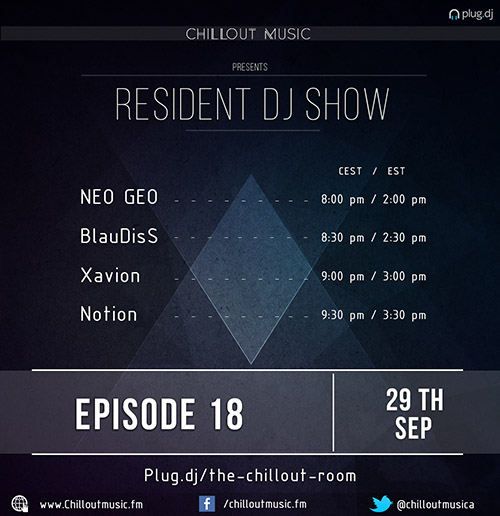 plug.dj
CHILLOUT MUSIC
PRESENTS
RESIDENT DJ SHOW
CEST / EST
NEO GEO - - - - - - - - - 8:00 pm / 2:00 pm
BlauDisS - - - - - - - - - 8:30 pm / 2:30 pm
Xavion - - - - - - - - - 9:00 pm / 3:00 pm
Notion - - - - - - - - - 9:30 pm / 3:30 pm
EPISODE 18
29 TH
SEP
Plug.dj/the-chillout-room
www.Chilloutmusic.fm
/chilloutmusic.fm
@chilloutmusica